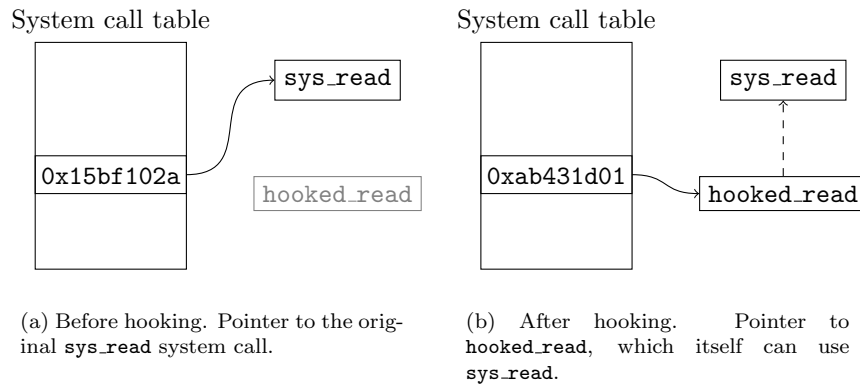 System call table
sys_read
0x15bf102a
hooked_read
(a) Before hooking. Pointer to the orig-
inal sys_read system call.
System call table
sys_read
0xab431d01
hooked_read
(b) After hooking. Pointer to
hooked_read, which itself can use
sys_read.